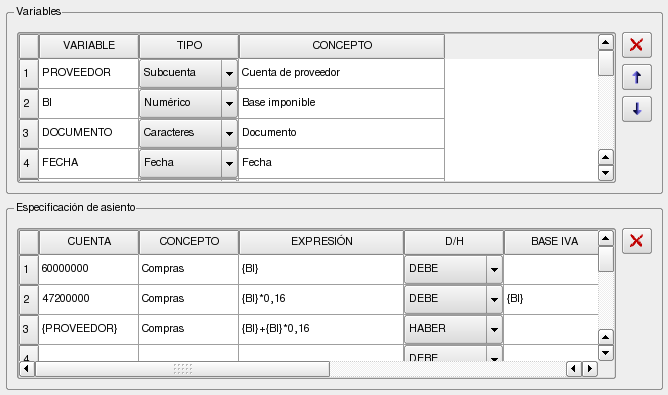 Variables
VARIABLE TIPO CONCEPTO
1 PROVEEDOR Subcuenta Cuenta de proveedor
2 BI Numérico Base imponible
3 DOCUMENTO Caracteres Documento
4 FECHA Fecha Fecha
Especificación de asiento
CUENTA CONCEPTO EXPRESIÓN D/H BASE IVA
1 60000000 Compras {BI} DEBE
2 47200000 Compras {BI}*0,16 DEBE {BI}
3 {PROVEEDOR} Compras {BI}+{BI}*0,16 HABER
4 DEBE